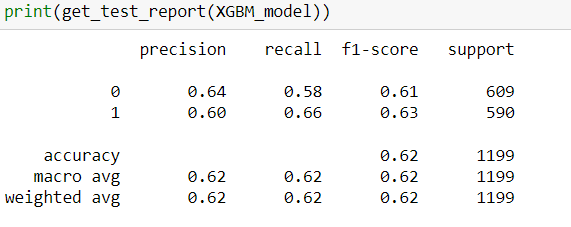 print(get_test_report(XGBM_model))
precision recall f1-score support
0 0.64 0.58 0.61 609
1 0.60 0.66 0.63 590
accuracy 0.62 1199
macro avg 0.62 0.62 0.62 1199
weighted avg 0.62 0.62 0.62 1199